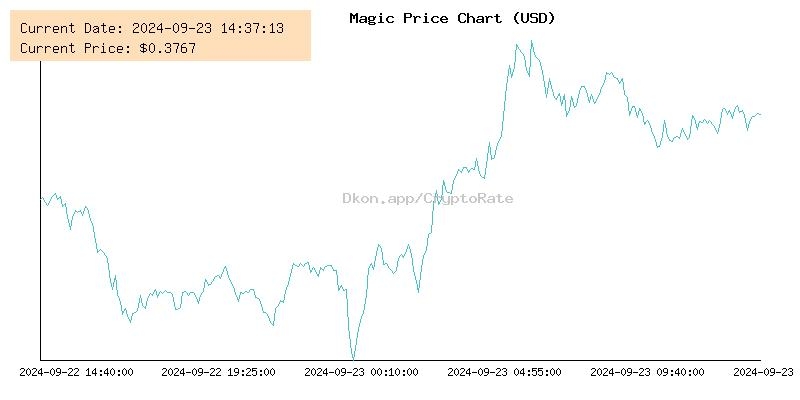 Magic Price Chart (USD)
Current Date: 2024-09-23 14:37:13
Current Price: $0.3767
Dkon.app/CryptoRate
2024-09-22 14:40:00 2024-09-22 19:25:00 2024-09-23 00:10:00 2024-09-23 04:55:00 2024-09-23 09:40:00 2024-09-23